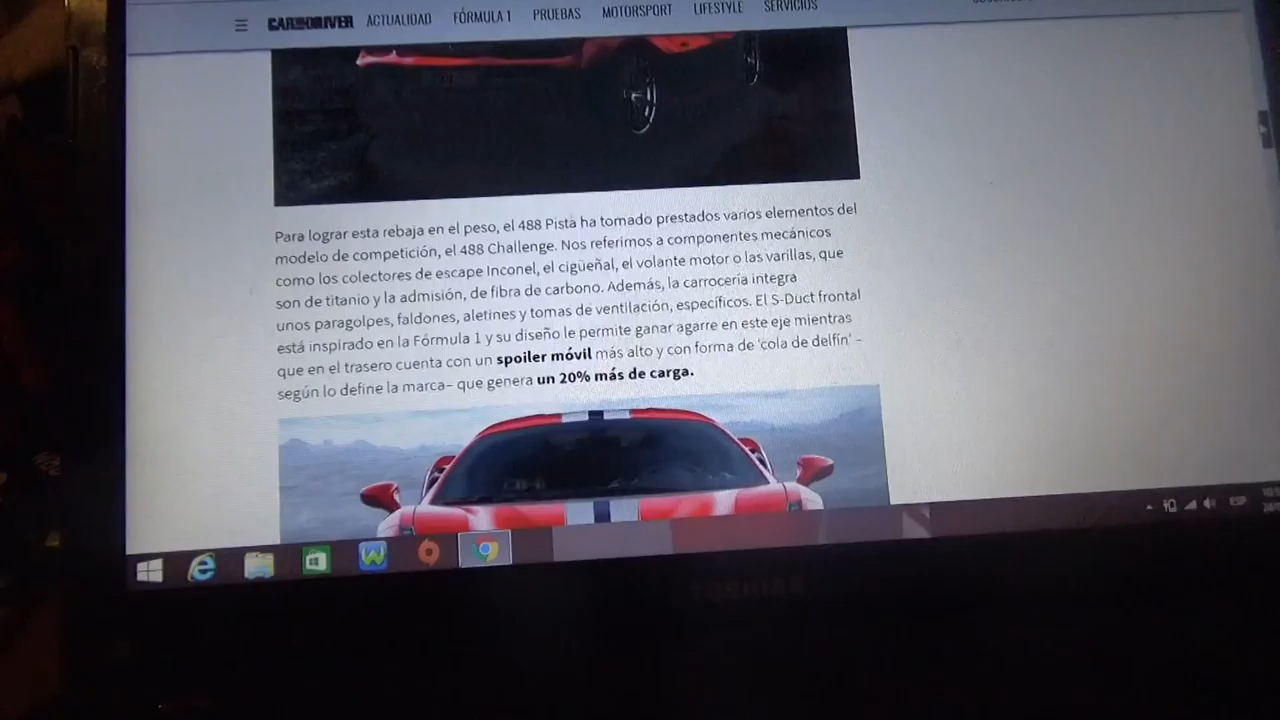 CAR AND DRIVER ACTUALIDAD FÓRMULA 1 PRUEBAS MOTORSPORT LIFESTYLE SERVICIOS
Para lograr esta rebaja en el peso, el 488 Pista ha tomado prestados varios elementos del
modelo de competición, el 488 Challenge. Nos referimos a componentes mecánicos
como los colectores de escape Inconel, el cigüeñal, el volante motor o las varillas, que
son de titanio y la admisión, de fibra de carbono. Además, la carrocería integra
unos paragolpes, faldones, aletines y tomas de ventilación, específicos. El S-Duct frontal
está inspirado en la Fórmula 1 y su diseño le permite ganar agarre en este eje mientras
que en el trasero cuenta con un spoiler móvil más alto y con forma de 'cola de delfín' –
según lo define la marca– que genera un 20% más de carga.
TOSHIBA